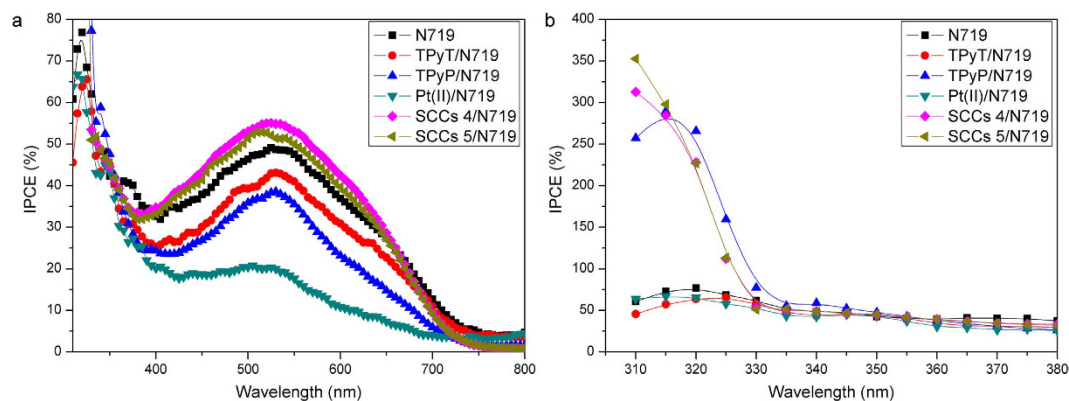 a
80
70
60
50
40
30
20
10
0
IPCE (%)
400 500 600 700 800
Wavelength (nm)
N719
TPyT/N719
TPyP/N719
Pt(II)/N719
SCCs 4/N719
SCCs 5/N719
b
400
350
300
250
200
150
100
50
0
IPCE (%)
310 320 330 340 350 360 370 380
Wavelength (nm)
N719
TPyT/N719
TPyP/N719
Pt(II)/N719
SCCs 4/N719
SCCs 5/N719